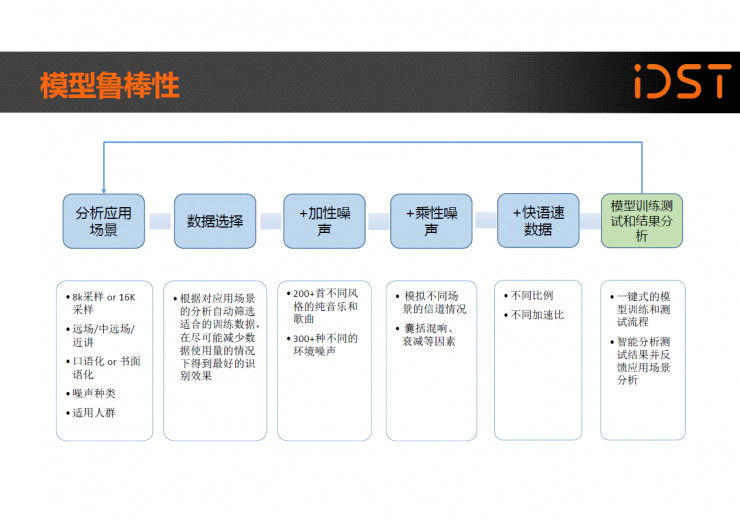 模型鲁棒性
iDST
分析应用
场景
数据选择
+加性噪
声
+乘性噪
声
+快语速
数据
模型训练测
试和结果分
析
• 8k采样 or 16K
采样
• 远场/中远场/
近讲
• 口语化 or 书面
语化
• 噪声种类
• 适用人群
• 根据对应用场景
的分析自动筛选
适合的训练数据，
在尽可能减少数
据使用量的情况
下得到最好的识
别效果
• 200+首不同风
格的纯音乐和
歌曲
• 300+种不同的
环境噪声
• 模拟不同场
景的信道情况
• 囊括混响、
衰减等因素
• 不同比例
• 不同加速比
• 一键式的模
型训练和测
试流程
• 智能分析测
试结果并反
馈应用场景
分析